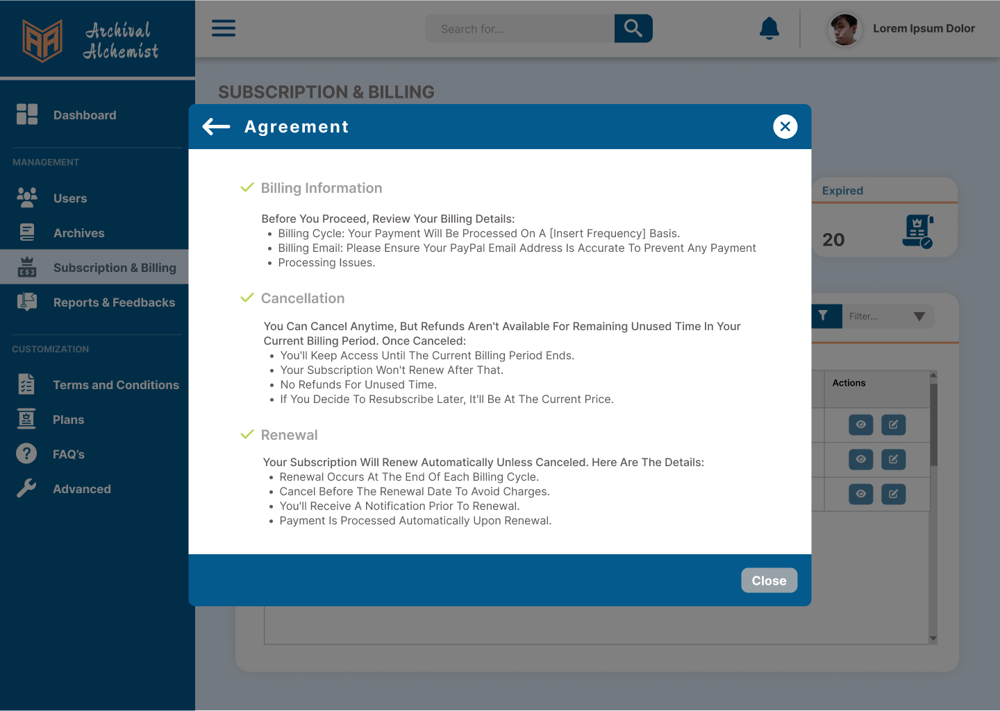 Archival
Alchemist
Search for...
Lorem Ipsum Dolor
SUBSCRIPTION & BILLING
Dashboard
MANAGEMENT
Users
Archives
Subscription & Billing
Reports & Feedbacks
CUSTOMIZATION
Terms and Conditions
Plans
FAQ's
Advanced
Agreement
Billing Information
Before You Proceed, Review Your Billing Details:
• Billing Cycle: Your Payment Will Be Processed On A [Insert Frequency] Basis.
• Billing Email: Please Ensure Your PayPal Email Address Is Accurate To Prevent Any Payment
• Processing Issues.
Cancellation
You Can Cancel Anytime, But Refunds Aren't Available For Remaining Unused Time In Your
Current Billing Period. Once Canceled:
• You'll Keep Access Until The Current Billing Period Ends.
• Your Subscription Won't Renew After That.
• No Refunds For Unused Time.
• If You Decide To Resubscribe Later, It'll Be At The Current Price.
Renewal
Your Subscription Will Renew Automatically Unless Canceled. Here Are The Details:
• Renewal Occurs At The End Of Each Billing Cycle.
• Cancel Before The Renewal Date To Avoid Charges.
• You'll Receive A Notification Prior To Renewal.
• Payment Is Processed Automatically Upon Renewal.
Close
Expired
20
Filter...
Actions